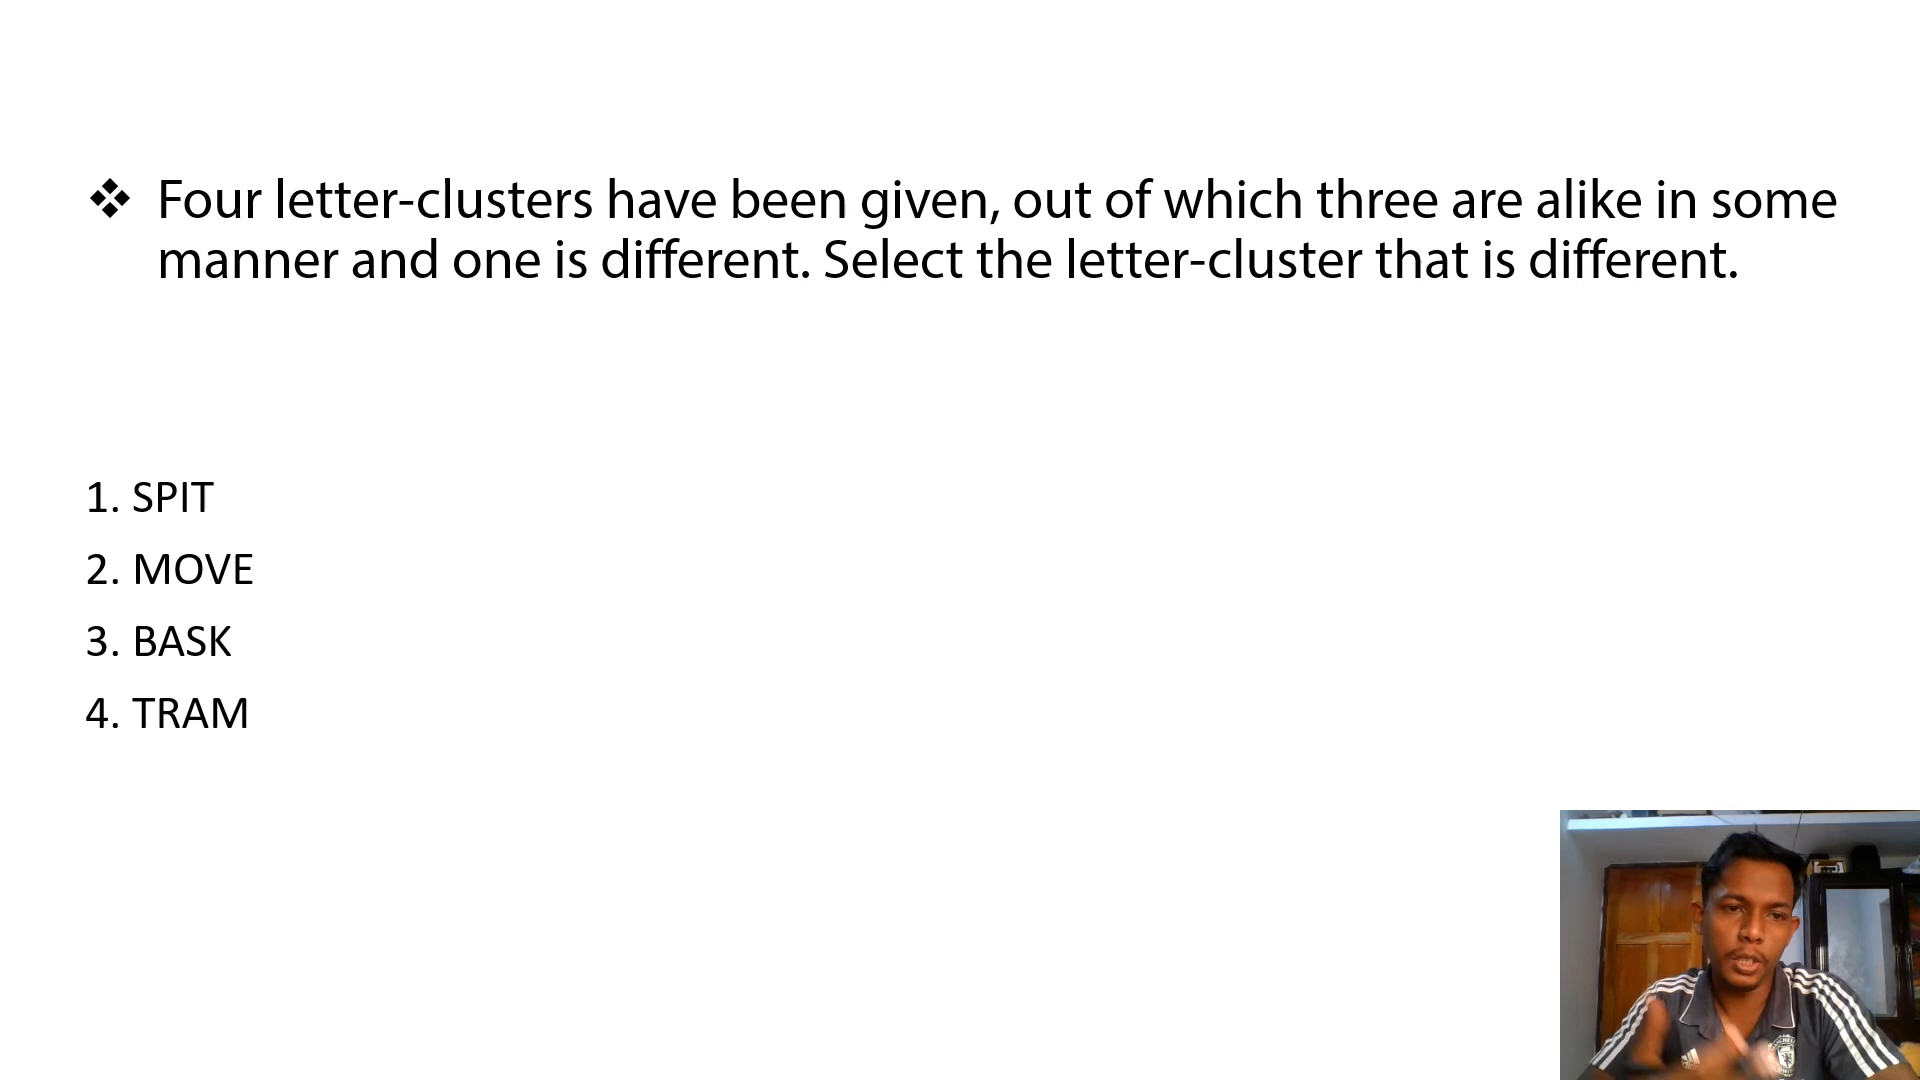 ❖ Four letter-clusters have been given, out of which three are alike in some
manner and one is different. Select the letter-cluster that is different.
1. SPIT
2. MOVE
3. BASK
4. TRAM